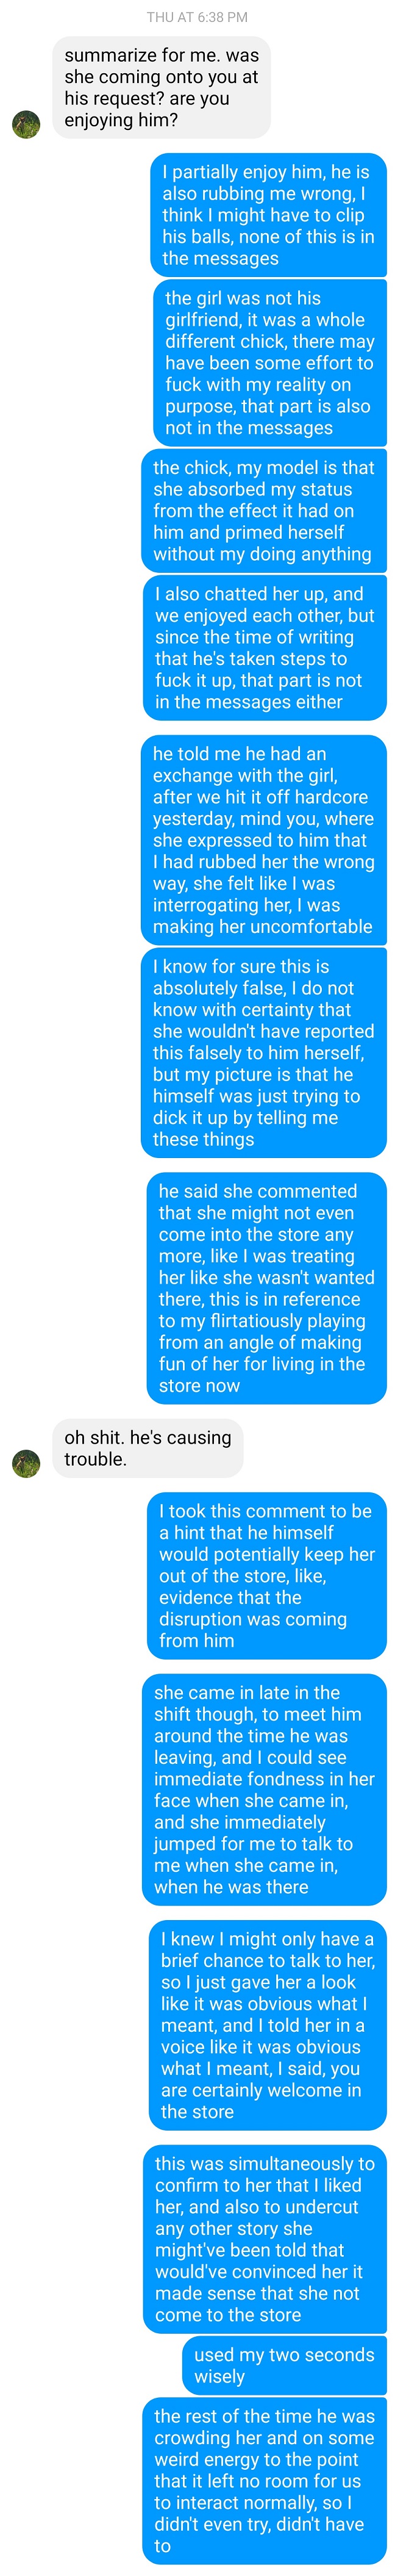 THU AT 6:38 PM
summarize for me. was
she coming onto you at
his request? are you
enjoying him?
I partially enjoy him, he is
also rubbing me wrong, I
think I might have to clip
his balls, none of this is in
the messages
the girl was not his
girlfriend, it was a whole
different chick, there may
have been some effort to
fuck with my reality on
purpose, that part is also
not in the messages
the chick, my model is that
she absorbed my status
from the effect it had on
him and primed herself
without my doing anything
I also chatted her up, and
we enjoyed each other, but
since the time of writing
that he's taken steps to
fuck it up, that part is not
in the messages either
he told me he had an
exchange with the girl,
after we hit it off hardcore
yesterday, mind you, where
she expressed to him that
I had rubbed her the wrong
way, she felt like I was
interrogating her, I was
making her uncomfortable
I know for sure this is
absolutely false, I do not
know with certainty that
she wouldn't have reported
this falsely to him herself,
but my picture is that he
himself was just trying to
dick it up by telling me
these things
he said she commented
that she might not even
come into the store any
more, like I was treating
her like she wasn't wanted
there, this is in reference
to my flirtatiously playing
from an angle of making
fun of her for living in the
store now
oh shit. he's causing
trouble.
I took this comment to be
a hint that he himself
would potentially keep her
out of the store, like,
evidence that the
disruption was coming
from him
she came in late in the
shift though, to meet him
around the time he was
leaving, and I could see
immediate fondness in her
face when she came in,
and she immediately
jumped for me to talk to
me when she came in,
when he was there
I knew I might only have a
brief chance to talk to her,
so I just gave her a look
like it was obvious what I
meant, and I told her in a
voice like it was obvious
what I meant, I said, you
are certainly welcome in
the store
this was simultaneously to
confirm to her that I liked
her, and also to undercut
any other story she
might've been told that
would've convinced her it
made sense that she not
come to the store
used my two seconds
wisely
the rest of the time he was
crowding her and on some
weird energy to the point
that it left no room for us
to interact normally, so I
didn't even try, didn't have
to